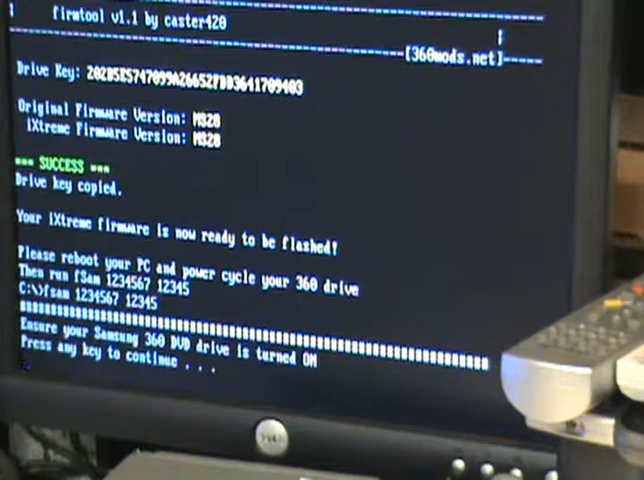 firmtool v1.1 by caster420
[360mods.net]
Drive Key:
Original Firmware Version: MS28
iXtreme Firmware Version: MS28
--- SUCCESS ---
Drive key copied.
Your iXtreme firmware is now ready to be flashed!
Please reboot your PC and power cycle your 360 drive
Then run fSam 1234567 12345
C:\>fsam 1234567 12345
Ensure your Samsung 360 DVD drive is turned ON
Press any key to continue . . .